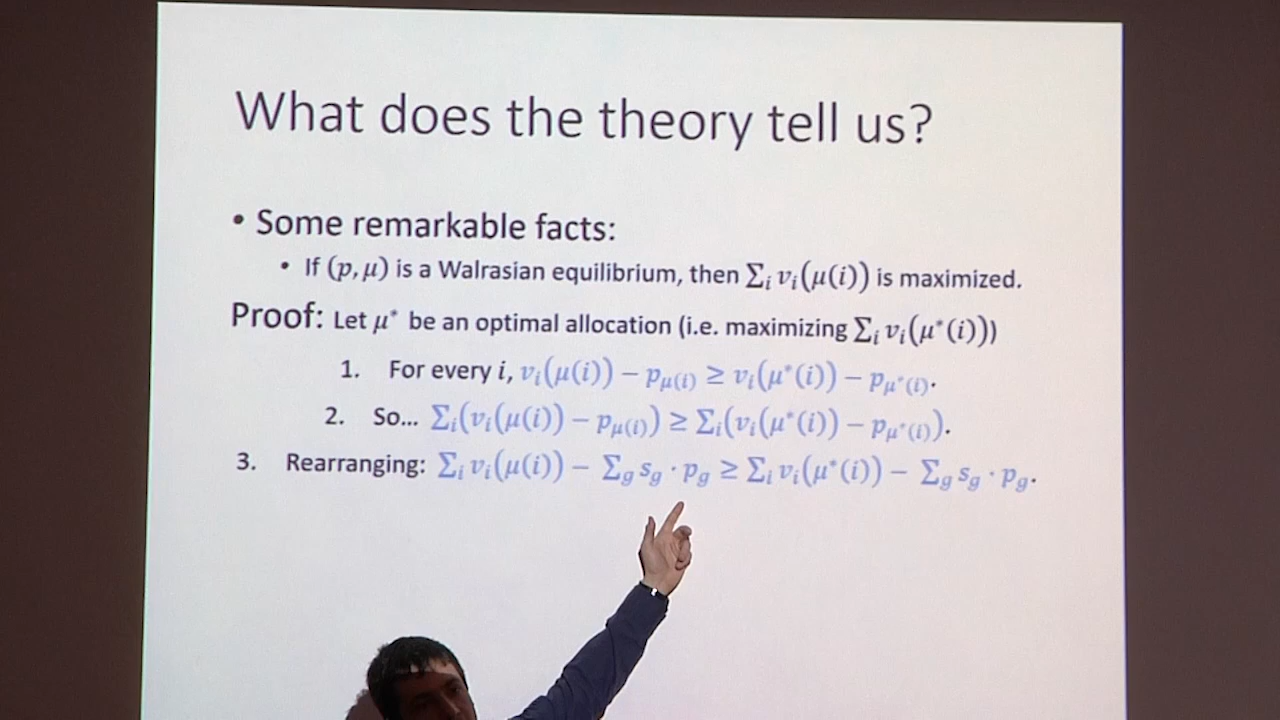 What does the theory tell us?
• Some remarkable facts:
• If (p, μ) is a Walrasian equilibrium, then ∑ᵢ vᵢ(μ(i)) is maximized.
Proof: Let μ* be an optimal allocation (i.e. maximizing ∑ᵢ vᵢ(μ*(i)))
1. For every i, vᵢ(μ(i)) − p_μ(i) ≥ vᵢ(μ*(i)) − p_μ*(i).
2. So... ∑ᵢ(vᵢ(μ(i)) − p_μ(i)) ≥ ∑ᵢ(vᵢ(μ*(i)) − p_μ*(i)).
3. Rearranging: ∑ᵢ vᵢ(μ(i)) − ∑_g s_g · p_g ≥ ∑ᵢ vᵢ(μ*(i)) − ∑_g s_g · p_g.